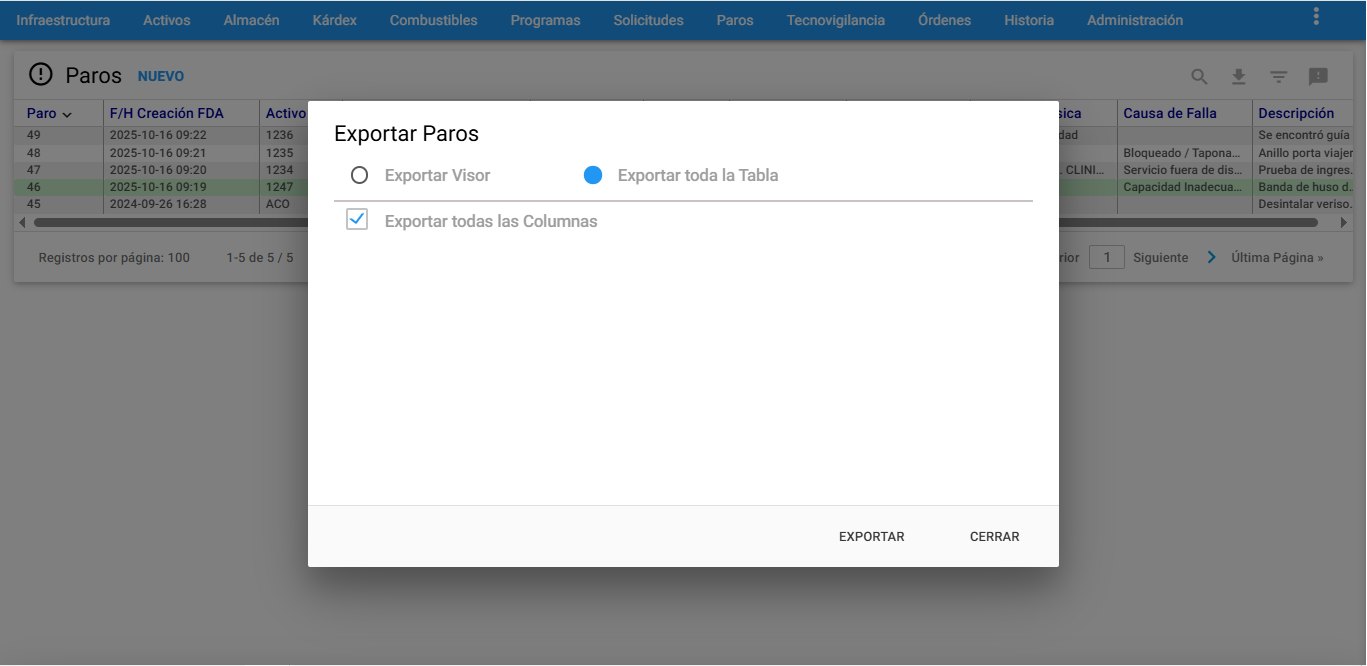 Infraestructura Activos Almacén Kárdex Combustibles Programas Solicitudes Paros Tecnovigilancia Órdenes Historia Administración
Paros NUEVO
Paro F/H Creación FDA Activo Causa de Falla Descripción
49 2025-10-16 09:22 1236 Se encontró guía
48 2025-10-16 09:21 1235 Bloqueado / Tapona... Anillo porta viajer
47 2025-10-16 09:20 1234 . CLINI... Servicio fuera de dis... Prueba de ingres.
46 2025-10-16 09:19 1247 Capacidad Inadecua... Banda de huso d..
45 2024-09-26 16:28 ACO Desintalar veriso.
Registros por página: 100 1-5 de 5 / 5 1 Siguiente Última Página »
Exportar Paros
Exportar Visor Exportar toda la Tabla
Exportar todas las Columnas
EXPORTAR CERRAR